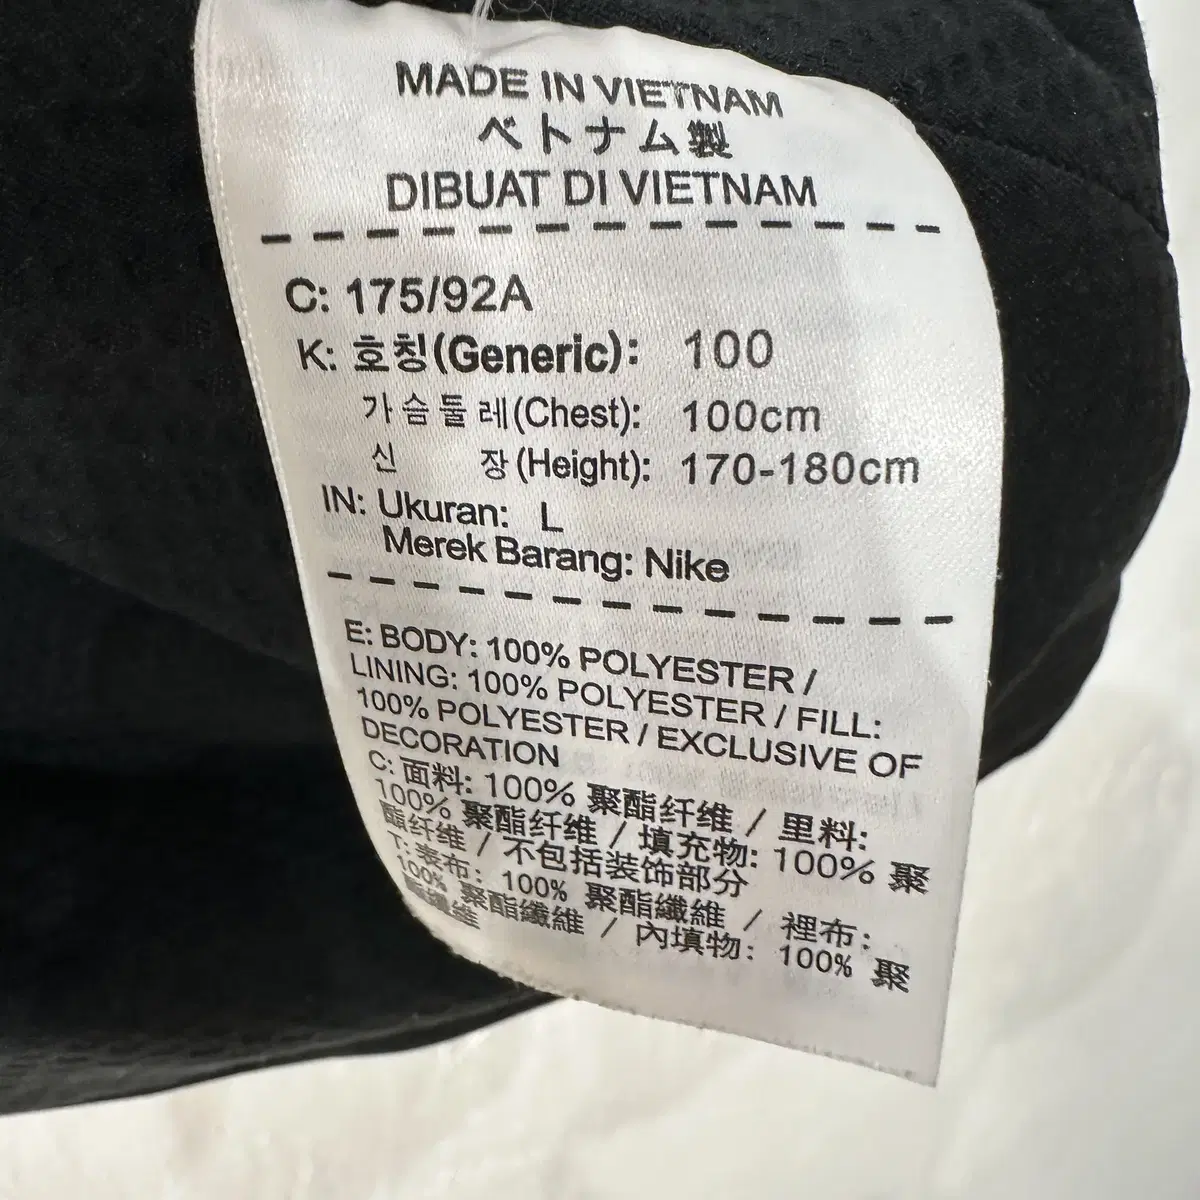 MADE IN VIETNAM
ベトナム製
DIBUAT DI VIETNAM
C: 175/92A
K: 호칭(Generic): 100
가슴둘레(Chest): 100cm
신 장(Height): 170-180cm
IN: Ukuran: L
Merek Barang: Nike
E: BODY: 100% POLYESTER /
LINING: 100% POLYESTER / FILL:
100% POLYESTER / EXCLUSIVE OF
DECORATION
C: 面料: 100% 聚酯纤维 / 里料:
100% 聚酯纤维 / 填充物: 100% 聚
酯纤维 / 不包括装饰部分
T: 表布: 100% 聚酯纖維 / 裡布:
100% 聚酯纖維 / 內填物: 100% 聚
酯纖維